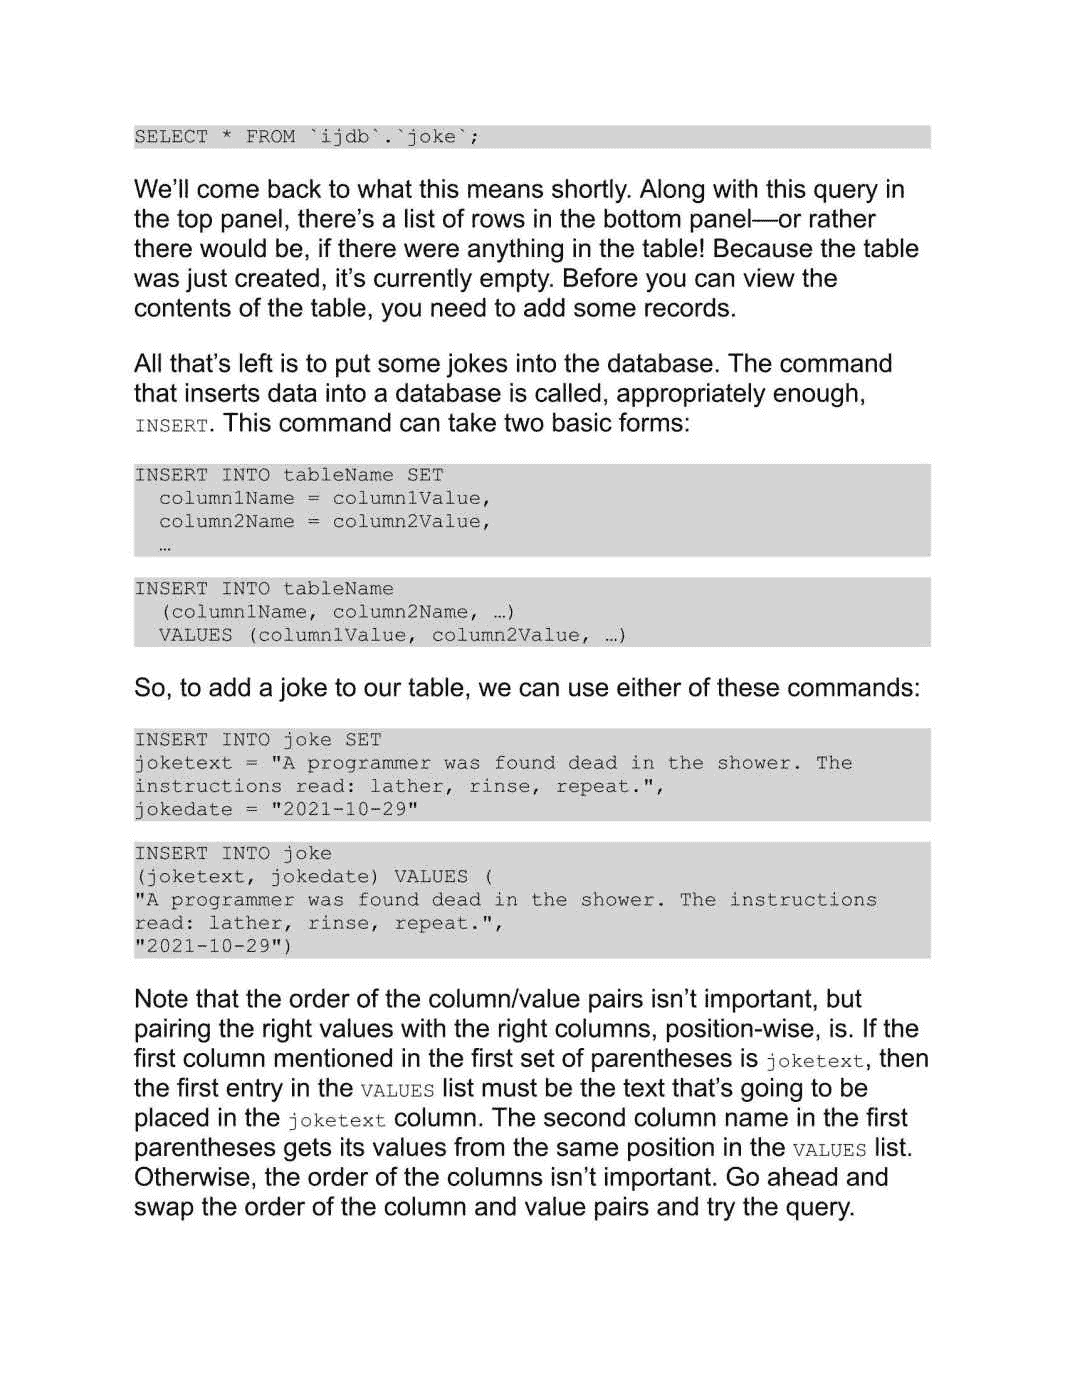 SELECT * FROM `ijdb`.`joke`;
We’ll come back to what this means shortly. Along with this query in
the top panel, there’s a list of rows in the bottom panel—or rather
there would be, if there were anything in the table! Because the table
was just created, it’s currently empty. Before you can view the
contents of the table, you need to add some records.
All that’s left is to put some jokes into the database. The command
that inserts data into a database is called, appropriately enough,
INSERT. This command can take two basic forms:
INSERT INTO tableName SET
  column1Name = column1Value,
  column2Name = column2Value,
  …
INSERT INTO tableName
  (column1Name, column2Name, …)
  VALUES (column1Value, column2Value, …)
So, to add a joke to our table, we can use either of these commands:
INSERT INTO joke SET
joketext = "A programmer was found dead in the shower. The
instructions read: lather, rinse, repeat.",
jokedate = "2021-10-29"
INSERT INTO joke
(joketext, jokedate) VALUES (
"A programmer was found dead in the shower. The instructions
read: lather, rinse, repeat.",
"2021-10-29")
Note that the order of the column/value pairs isn’t important, but
pairing the right values with the right columns, position-wise, is. If the
first column mentioned in the first set of parentheses is joketext, then
the first entry in the VALUES list must be the text that’s going to be
placed in the joketext column. The second column name in the first
parentheses gets its values from the same position in the VALUES list.
Otherwise, the order of the columns isn’t important. Go ahead and
swap the order of the column and value pairs and try the query.